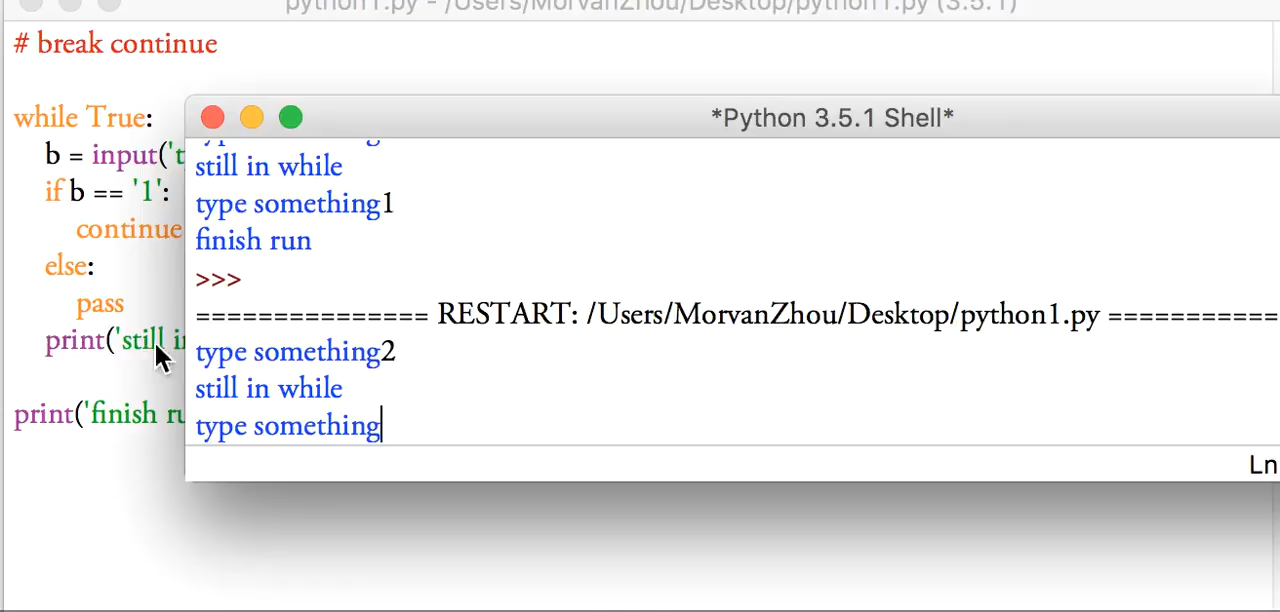 python1.py - /Users/MorvanZhou/Desktop/python1.py (3.5.1)
# break continue
while True:
b = input('t
if b == '1':
continue
else:
pass
print('still in
print('finish ru
*Python 3.5.1 Shell*
still in while
type something1
finish run
>>>
=============== RESTART: /Users/MorvanZhou/Desktop/python1.py ===========
type something2
still in while
type something
Ln